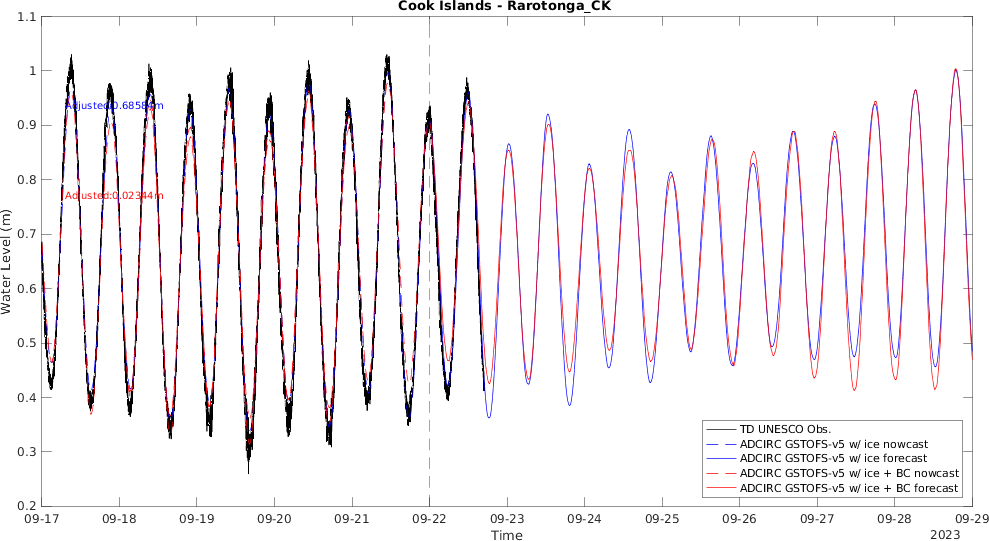 Cook Islands - Rarotonga_CK
1.1
1
0.9
0.8
0.7
0.6
0.5
0.4
0.3
0.2
Water Level (m)
Adjusted:0.68584m
Adjusted:0.02344m
TD UNESCO Obs.
ADCIRC GSTOFS-v5 w/ ice nowcast
ADCIRC GSTOFS-v5 w/ ice forecast
ADCIRC GSTOFS-v5 w/ ice + BC nowcast
ADCIRC GSTOFS-v5 w/ ice + BC forecast
09-17 09-18 09-19 09-20 09-21 09-22 09-23 09-24 09-25 09-26 09-27 09-28 09-29
Time
2023